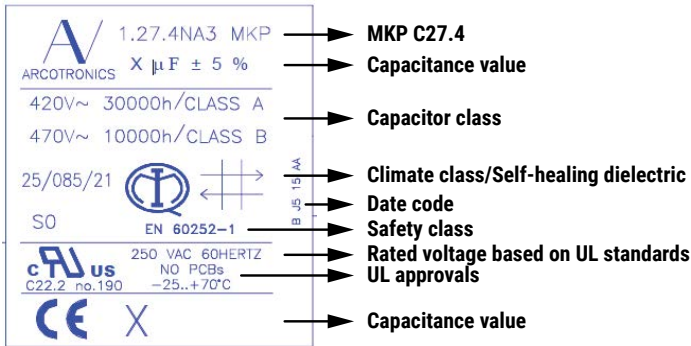 1.27.4NA3 MKP
X μF ± 5 %
ARCOTRONICS
420V~ 30000h/CLASS A
470V~ 10000h/CLASS B
25/085/21
S0
EN 60252-1
B J5 15 AA
250 VAC 60HERTZ
NO PCBs
-25..+70°C
c RU US
C22.2 no.190
CE X
MKP C27.4
Capacitance value
Capacitor class
Climate class/Self-healing dielectric
Date code
Safety class
Rated voltage based on UL standards
UL approvals
Capacitance value